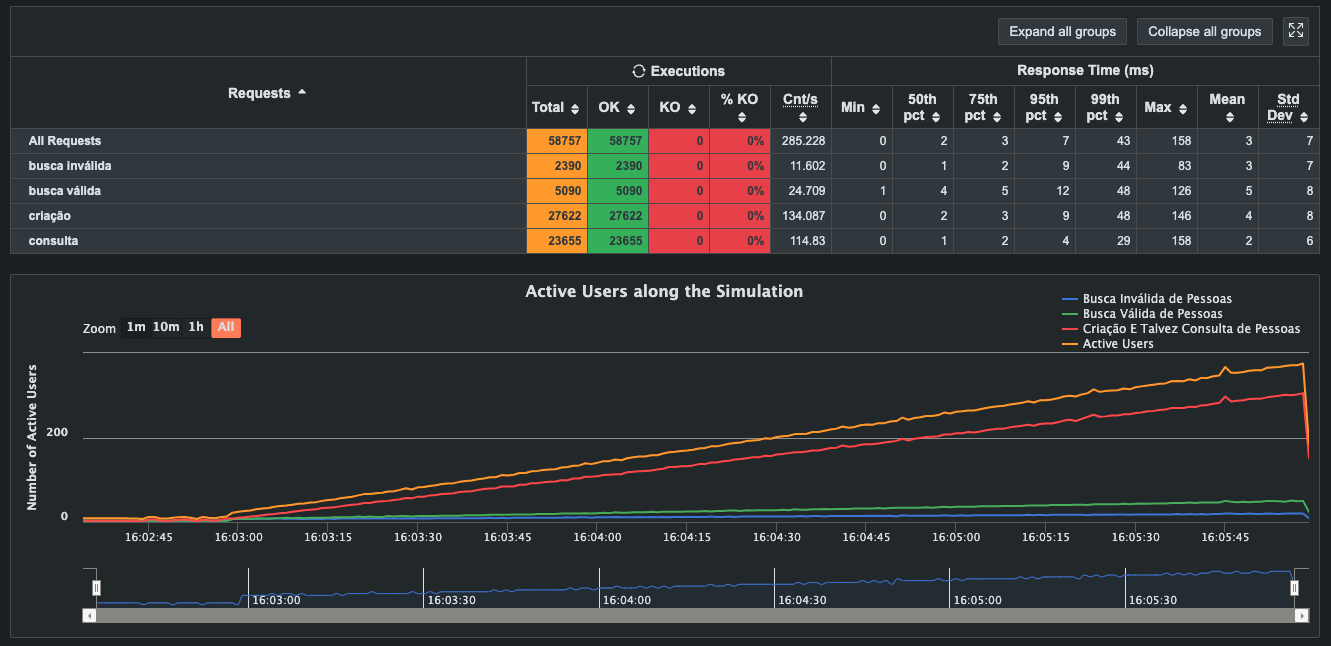 Expand all groups Collapse all groups
Requests Executions Response Time (ms)
Total OK KO % KO Cnt/s Min 50th pct 75th pct 95th pct 99th pct Max Mean Std Dev
All Requests 58757 58757 0 0% 285.228 0 2 3 7 43 158 3 7
busca inválida 2390 2390 0 0% 11.602 0 1 2 9 44 83 3 7
busca válida 5090 5090 0 0% 24.709 1 4 5 12 48 126 5 8
criação 27622 27622 0 0% 134.087 0 2 3 9 48 146 4 8
consulta 23655 23655 0 0% 114.83 0 1 2 4 29 158 2 6
Active Users along the Simulation
Busca Inválida de Pessoas
Busca Válida de Pessoas
Criação E Talvez Consulta de Pessoas
Active Users
Zoom 1m 10m 1h All
Number of Active Users
200
0
16:02:45 16:03:00 16:03:15 16:03:30 16:03:45 16:04:00 16:04:15 16:04:30 16:04:45 16:05:00 16:05:15 16:05:30 16:05:45
16:03:00 16:03:30 16:04:00 16:04:30 16:05:00 16:05:30